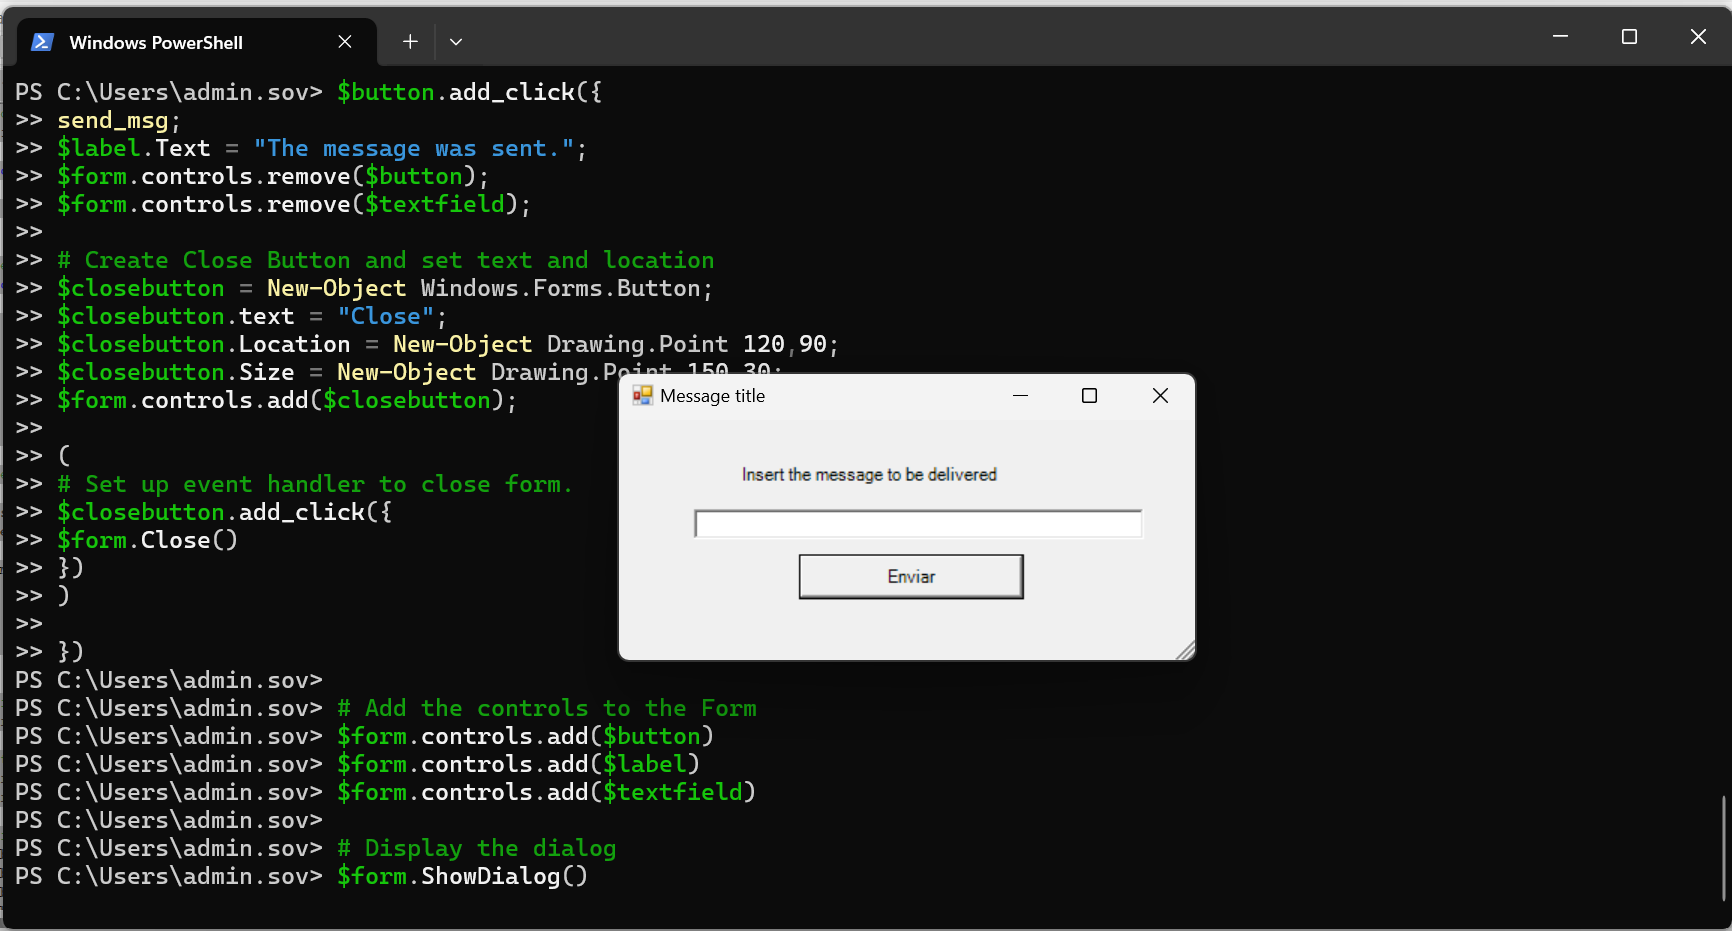 Windows PowerShell
PS C:\Users\admin.sov> $button.add_click({
>> send_msg;
>> $label.Text = "The message was sent.";
>> $form.controls.remove($button);
>> $form.controls.remove($textfield);
>>
>> # Create Close Button and set text and location
>> $closebutton = New-Object Windows.Forms.Button;
>> $closebutton.text = "Close";
>> $closebutton.Location = New-Object Drawing.Point 120,90;
>> $closebutton.Size = New-Object Drawing.Point 150,30;
>> $form.controls.add($closebutton);
>>
>> (
>> # Set up event handler to close form.
>> $closebutton.add_click({
>> $form.Close()
>> })
>> )
>>
>> })
PS C:\Users\admin.sov>
PS C:\Users\admin.sov> # Add the controls to the Form
PS C:\Users\admin.sov> $form.controls.add($button)
PS C:\Users\admin.sov> $form.controls.add($label)
PS C:\Users\admin.sov> $form.controls.add($textfield)
PS C:\Users\admin.sov>
PS C:\Users\admin.sov> # Display the dialog
PS C:\Users\admin.sov> $form.ShowDialog()
Message title
Insert the message to be delivered
Enviar